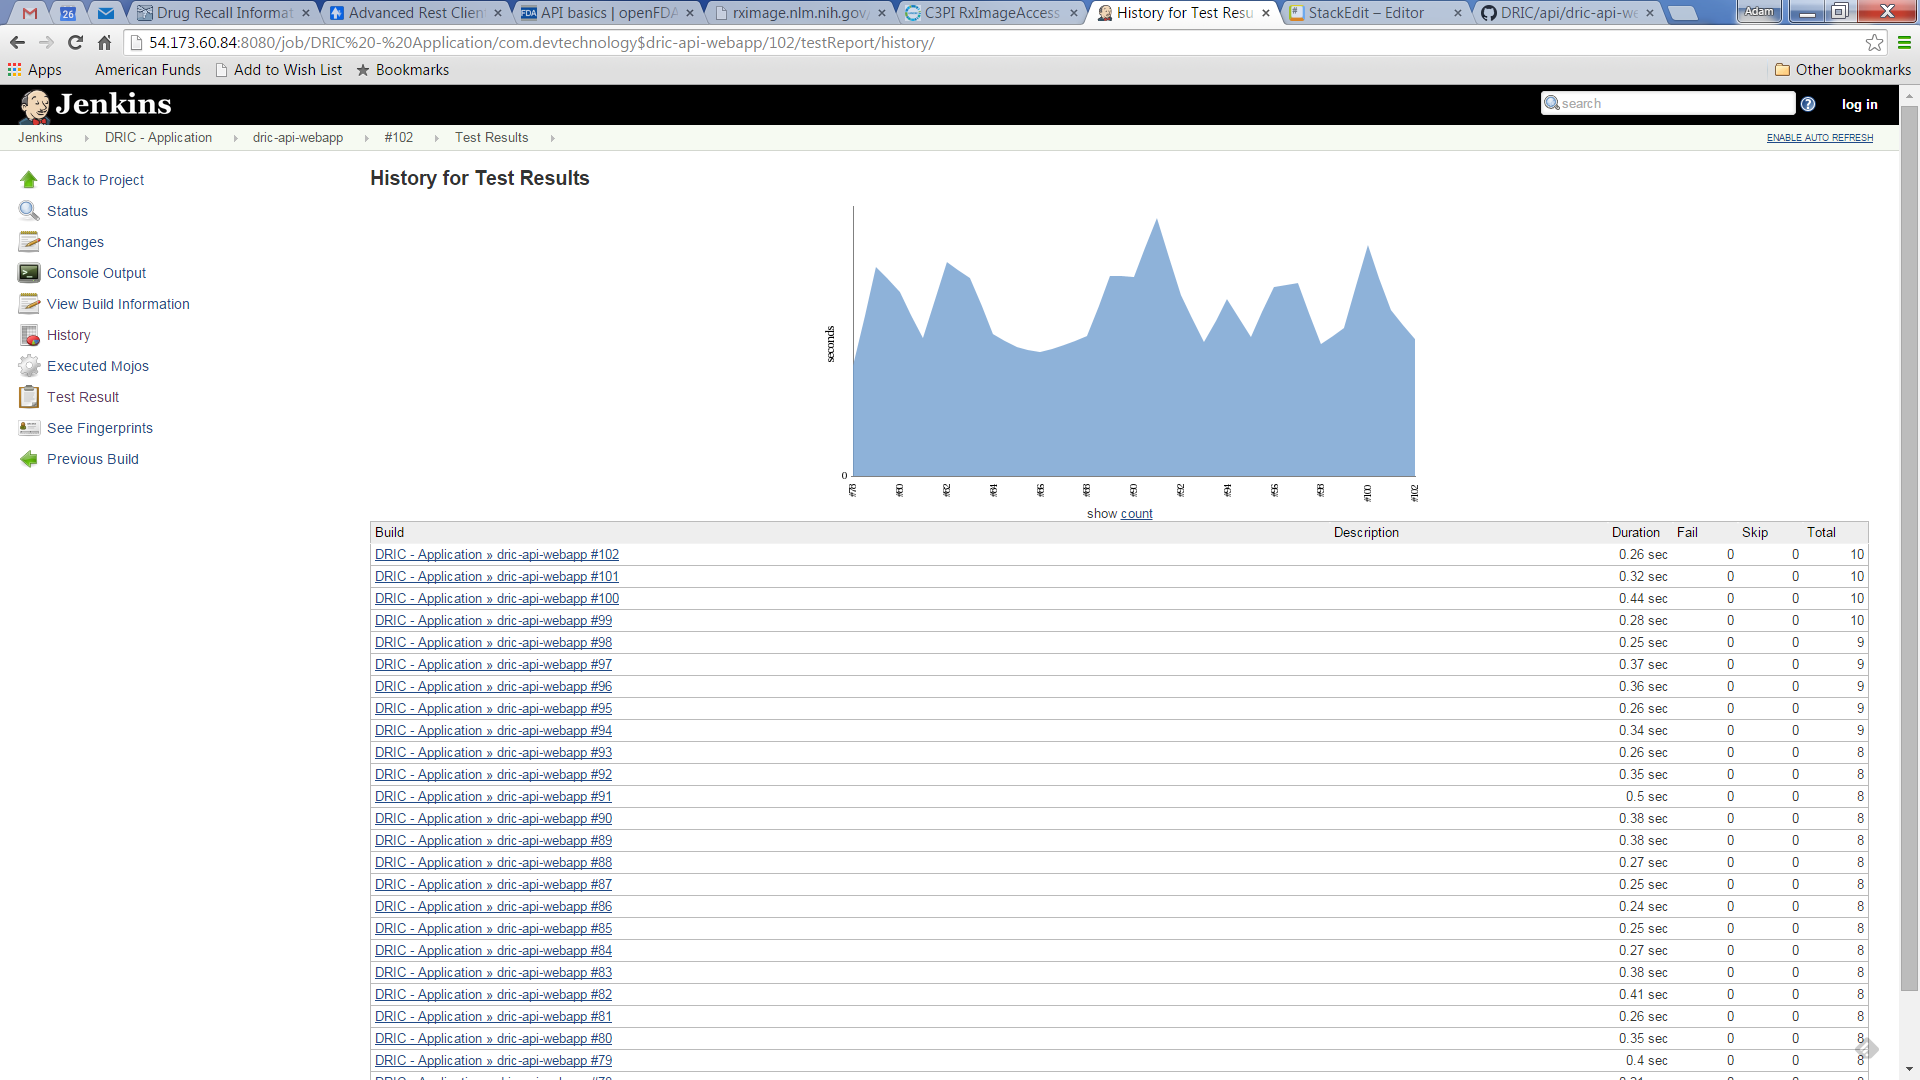 Drug Recall Informat
Advanced Rest Clien
API basics | openFDA
rximage.nlm.nih.gov/
C3PI RxImageAccess
History for Test Resu
StackEdit – Editor
DRIC/api/dric-api-we
Adam
26
54.173.60.84:8080/job/DRIC%20-%20Application/com.devtechnology$dric-api-webapp/102/testReport/history/
Apps American Funds Add to Wish List Bookmarks Other bookmarks
Jenkins search ? log in
Jenkins DRIC - Application dric-api-webapp #102 Test Results ENABLE AUTO REFRESH
Back to Project
Status
Changes
Console Output
View Build Information
History
Executed Mojos
Test Result
See Fingerprints
Previous Build
History for Test Results
seconds
0
#78 #80 #82 #84 #86 #88 #90 #92 #94 #96 #98 #100 #102
show count
Build Description Duration Fail Skip Total
DRIC - Application » dric-api-webapp #102 0.26 sec 0 0 10
DRIC - Application » dric-api-webapp #101 0.32 sec 0 0 10
DRIC - Application » dric-api-webapp #100 0.44 sec 0 0 10
DRIC - Application » dric-api-webapp #99 0.28 sec 0 0 10
DRIC - Application » dric-api-webapp #98 0.25 sec 0 0 9
DRIC - Application » dric-api-webapp #97 0.37 sec 0 0 9
DRIC - Application » dric-api-webapp #96 0.36 sec 0 0 9
DRIC - Application » dric-api-webapp #95 0.26 sec 0 0 9
DRIC - Application » dric-api-webapp #94 0.34 sec 0 0 9
DRIC - Application » dric-api-webapp #93 0.26 sec 0 0 8
DRIC - Application » dric-api-webapp #92 0.35 sec 0 0 8
DRIC - Application » dric-api-webapp #91 0.5 sec 0 0 8
DRIC - Application » dric-api-webapp #90 0.38 sec 0 0 8
DRIC - Application » dric-api-webapp #89 0.38 sec 0 0 8
DRIC - Application » dric-api-webapp #88 0.27 sec 0 0 8
DRIC - Application » dric-api-webapp #87 0.25 sec 0 0 8
DRIC - Application » dric-api-webapp #86 0.24 sec 0 0 8
DRIC - Application » dric-api-webapp #85 0.25 sec 0 0 8
DRIC - Application » dric-api-webapp #84 0.27 sec 0 0 8
DRIC - Application » dric-api-webapp #83 0.38 sec 0 0 8
DRIC - Application » dric-api-webapp #82 0.41 sec 0 0 8
DRIC - Application » dric-api-webapp #81 0.26 sec 0 0 8
DRIC - Application » dric-api-webapp #80 0.35 sec 0 0 8
DRIC - Application » dric-api-webapp #79 0.4 sec 0 0 8